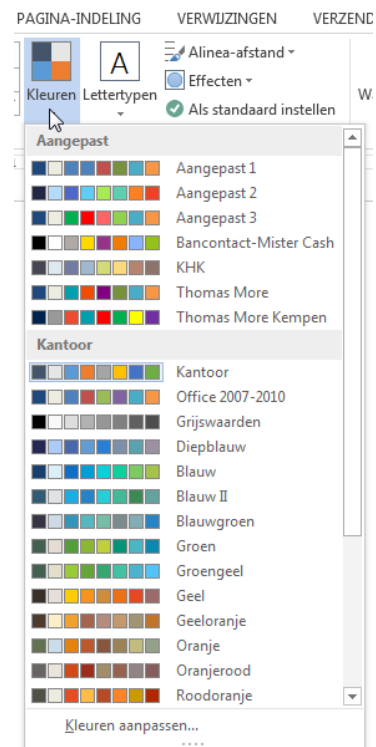 PAGINA-INDELING VERWIJZINGEN VERZEND
Kleuren Lettertypen
A
Alinea-afstand
Effecten
Als standaard instellen
Aangepast
Aangepast 1
Aangepast 2
Aangepast 3
Bancontact-Mister Cash
KHK
Thomas More
Thomas More Kempen
Kantoor
Kantoor
Office 2007-2010
Grijswaarden
Diepblauw
Blauw
Blauw II
Blauwgroen
Groen
Groengeel
Geel
Geeloranje
Oranje
Oranjerood
Roodoranje
Kleuren aanpassen...